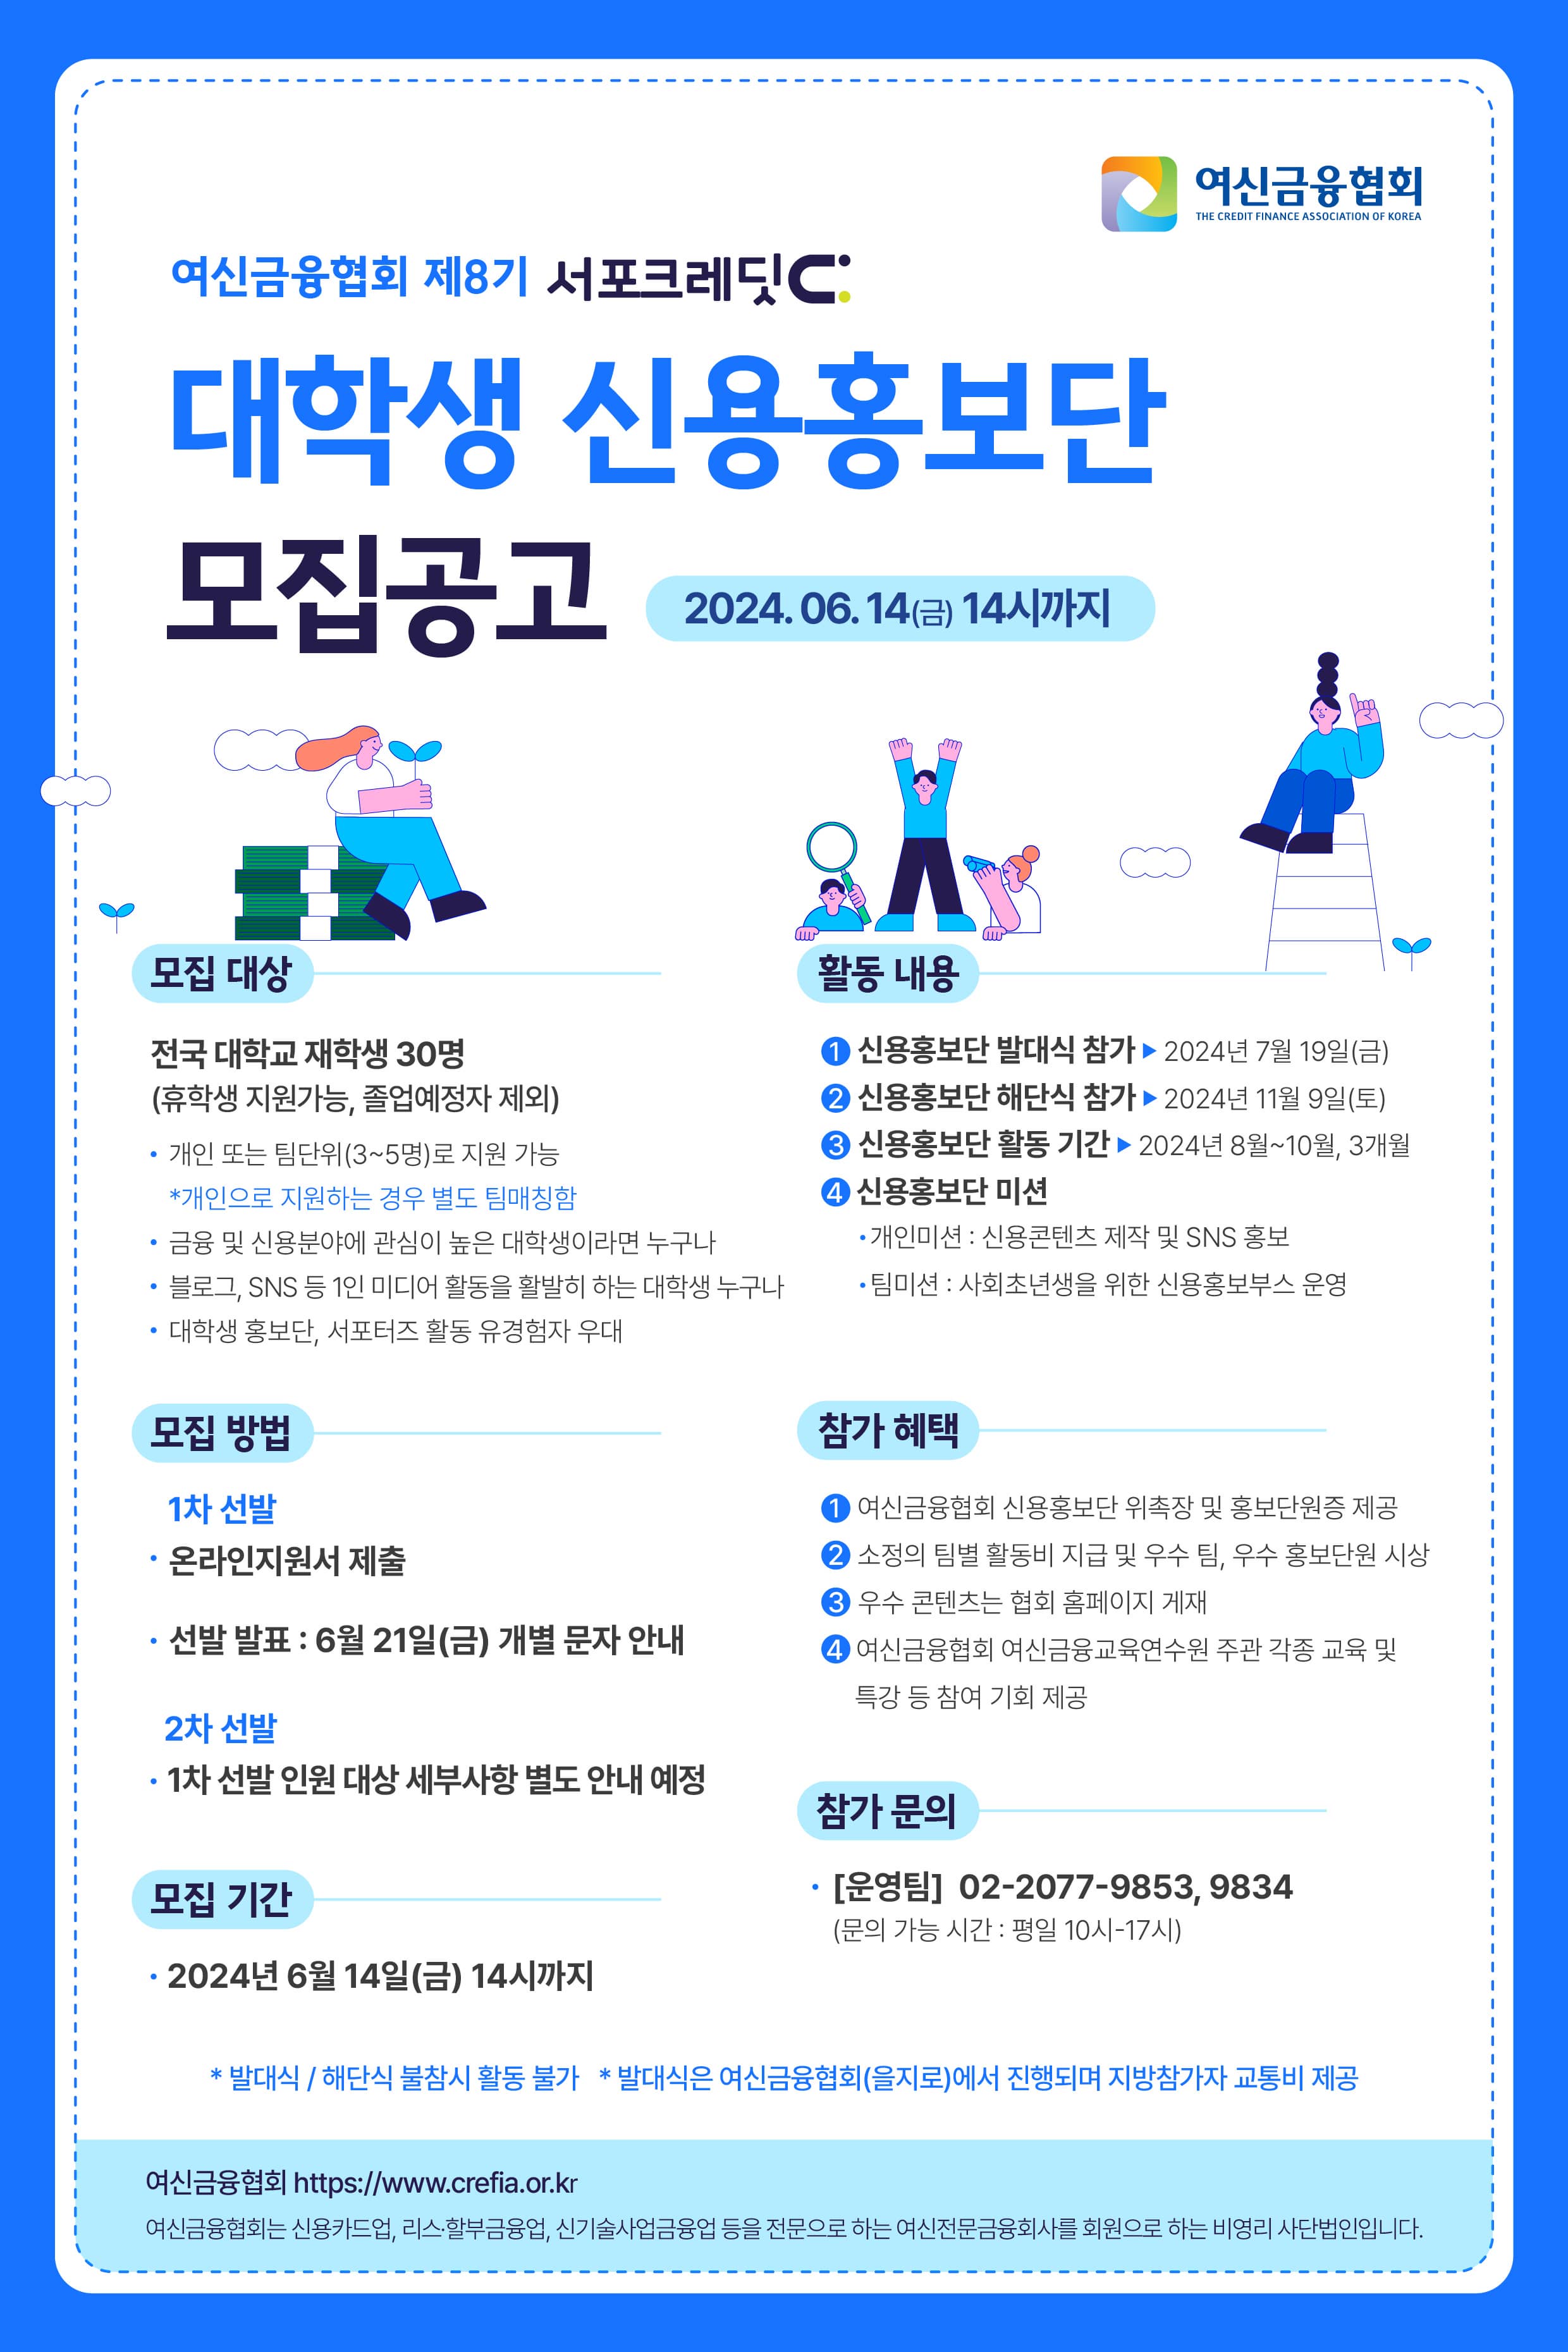 여신금융협회
THE CREDIT FINANCE ASSOCIATION OF KOREA
여신금융협회 제8기 서포크레딧
대학생 신용홍보단
모집공고
2024. 06. 14(금) 14시까지
모집 대상
전국 대학교 재학생 30명
(휴학생 지원가능, 졸업예정자 제외)
• 개인 또는 팀단위(3~5명)로 지원 가능
*개인으로 지원하는 경우 별도 팀매칭함
• 금융 및 신용분야에 관심이 높은 대학생이라면 누구나
• 블로그, SNS 등 1인 미디어 활동을 활발히 하는 대학생 누구나
• 대학생 홍보단, 서포터즈 활동 유경험자 우대
모집 방법
1차 선발
• 온라인지원서 제출
• 선발 발표 : 6월 21일(금) 개별 문자 안내
2차 선발
• 1차 선발 인원 대상 세부사항 별도 안내 예정
모집 기간
• 2024년 6월 14일(금) 14시까지
활동 내용
1 신용홍보단 발대식 참가 ▶ 2024년 7월 19일(금)
2 신용홍보단 해단식 참가 ▶ 2024년 11월 9일(토)
3 신용홍보단 활동 기간 ▶ 2024년 8월~10월, 3개월
4 신용홍보단 미션
• 개인미션 : 신용콘텐츠 제작 및 SNS 홍보
• 팀미션 : 사회초년생을 위한 신용홍보부스 운영
참가 혜택
1 여신금융협회 신용홍보단 위촉장 및 홍보단원증 제공
2 소정의 팀별 활동비 지급 및 우수 팀, 우수 홍보단원 시상
3 우수 콘텐츠는 협회 홈페이지 게재
4 여신금융협회 여신금융교육연수원 주관 각종 교육 및
특강 등 참여 기회 제공
참가 문의
• [운영팀] 02-2077-9853, 9834
(문의 가능 시간 : 평일 10시-17시)
* 발대식 / 해단식 불참시 활동 불가 * 발대식은 여신금융협회(을지로)에서 진행되며 지방참가자 교통비 제공
여신금융협회 https://www.crefia.or.kr
여신금융협회는 신용카드업, 리스·할부금융업, 신기술사업금융업 등을 전문으로 하는 여신전문금융회사를 회원으로 하는 비영리 사단법인입니다.